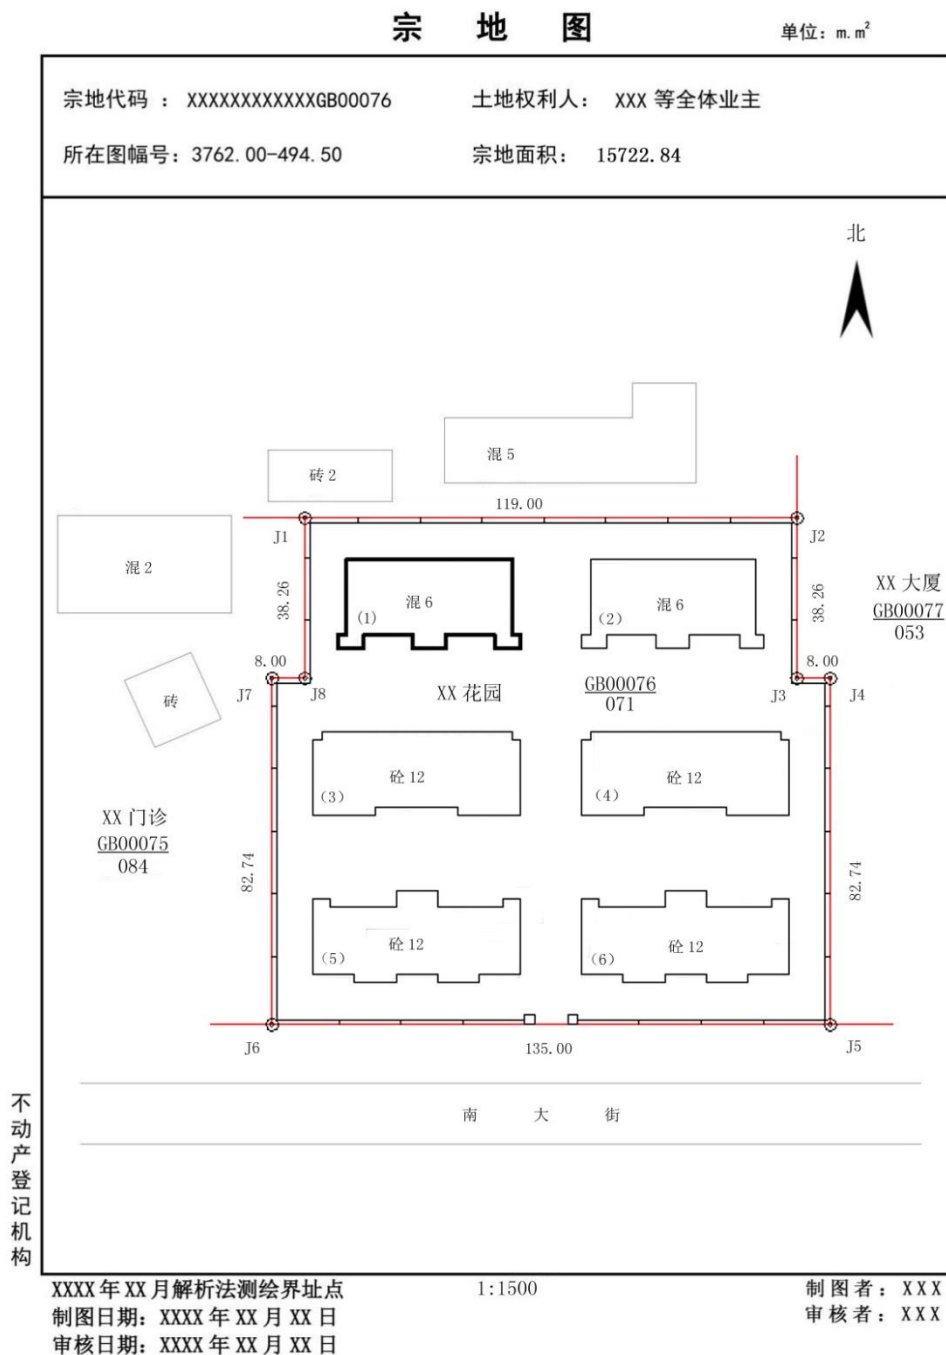 宗 地 图
单位：m.m²
宗地代码 ： XXXXXXXXXXXXGB00076
土地权利人： XXX 等全体业主
所在图幅号：3762.00-494.50
宗地面积： 15722.84
北
混 5
砖 2
119.00
J1
J2
混 2
38.26
混 6
(1)
混 6
(2)
38.26
XX 大厦
GB00077
053
8.00
8.00
J7
J8
XX 花园
GB00076
071
J3
J4
砖
砼 12
(3)
砼 12
(4)
XX 门诊
GB00075
084
82.74
82.74
砼 12
(5)
砼 12
(6)
J6
135.00
J5
南 大 街
不动产登记机构
XXXX 年 XX 月解析法测绘界址点
1:1500
制图者：XXX
制图日期：XXXX 年 XX 月 XX 日
审核者：XXX
审核日期：XXXX 年 XX 月 XX 日